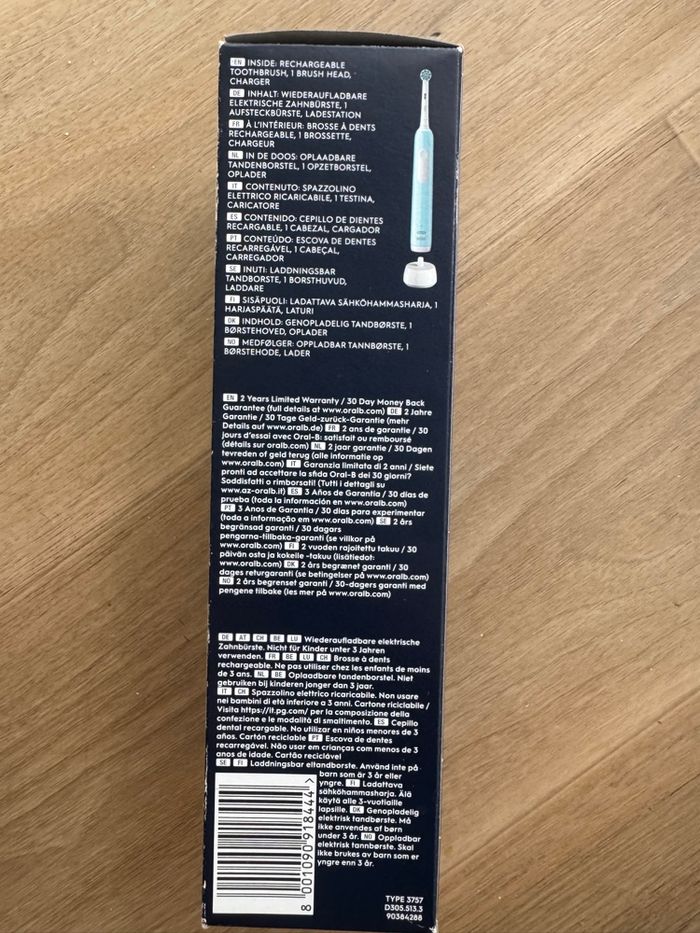 EN INSIDE: RECHARGEABLE
TOOTHBRUSH, 1 BRUSH HEAD,
CHARGER
DE INHALT: WIEDERAUFLADBARE
ELEKTRISCHE ZAHNBÜRSTE, 1
AUFSTECKBÜRSTE, LADESTATION
FR À L'INTÉRIEUR: BROSSE À DENTS
RECHARGEABLE, 1 BROSSETTE,
CHARGEUR
NL IN DE DOOS: OPLAADBARE
TANDENBORSTEL, 1 OPZETBORSTEL,
OPLADER
IT CONTENUTO: SPAZZOLINO
ELETTRICO RICARICABILE, 1 TESTINA,
CARICATORE
ES CONTENIDO: CEPILLO DE DIENTES
RECARGABLE, 1 CABEZAL, CARGADOR
PT CONTEÚDO: ESCOVA DE DENTES
RECARREGÁVEL, 1 CABEÇAL,
CARREGADOR
SE INUTI: LADDNINGSBAR
TANDBORSTE, 1 BORSTHUVUD,
LADDARE
FI SISÄPUOLI: LADATTAVA SÄHKÖHAMMASHARJA, 1
HARJASPÄÄTÄ, LATURI
DK INDHOLD: GENOPLADELIG TANDBØRSTE, 1
BØRSTEHOVED, OPLADER
NO MEDFØLGER: OPPLADBAR TANNBØRSTE, 1
BØRSTEHODE, LADER
EN 2 Years Limited Warranty / 30 Day Money Back
Guarantee (full details at www.oralb.com) DE 2 Jahre
Garantie / 30 Tage Geld-zurück-Garantie (mehr
Details auf www.oralb.de) FR 2 ans de garantie / 30
jours d'essai avec Oral-B: satisfait ou remboursé
(détails sur oralb.com) NL 2 jaar garantie / 30 Dagen
tevreden of geld terug (alle informatie op
www.oralb.com) IT Garanzia limitata di 2 anni / Siete
pronti ad accettare la sfida Oral-B dei 30 giorni?
Soddisfatti o rimborsati! (Tutti i dettagli su
www.az-oralb.it) ES 3 Años de Garantía / 30 días de
prueba (toda la información en www.oralb.com)
PT 3 Anos de Garantia / 30 dias para experimentar
(toda a informação em www.oralb.com) SE 2 års
begränsad garanti / 30 dagars
pengarna-tillbaka-garanti (se villkor på
www.oralb.com) FI 2 vuoden rajoitettu takuu / 30
päivän osta ja kokeile -takuu (lisätiedot:
www.oralb.com) DK 2 års begrænset garanti / 30
dages returgaranti (se betingelser på www.oralb.com)
NO 2 års begrenset garanti / 30-dagers garanti med
pengene tilbake (les mer på www.oralb.com)
DE AT CH BE LU Wiederaufladbare elektrische
Zahnbürste. Nicht für Kinder unter 3 Jahren
verwenden. FR BE LU CH Brosse à dents
rechargeable. Ne pas utiliser chez les enfants de moins
de 3 ans. NL BE Oplaadbare tandenborstel. Niet
gebruiken bij kinderen jonger dan 3 jaar.
IT CH Spazzolino elettrico ricaricabile. Non usare
nei bambini di età inferiore a 3 anni. Cartone riciclabile /
Visita https://it.pg.com/ per la composizione della
confezione e le modalità di smaltimento. ES Cepillo
dental recargable. No utilizar en niños menores de 3
años. Cartón reciclable PT Escova de dentes
recarregável. Não usar em crianças com menos de 3
anos de idade. Cartão reciclável
SE FI Laddningsbar eltandborste. Använd inte på
barn som är 3 år eller
yngre. FI Ladattava
sähköhammasharja. Älä
käytä alle 3-vuotiaille
lapsille. DK Genopladelig
elektrisk tandbørste. Må
ikke anvendes af børn
under 3 år. NO Oppladbar
elektrisk tannbørste. Skal
ikke brukes av barn som er
yngre enn 3 år.
8 001090 918444 >
TYPE 3757
D305.513.3
90384288